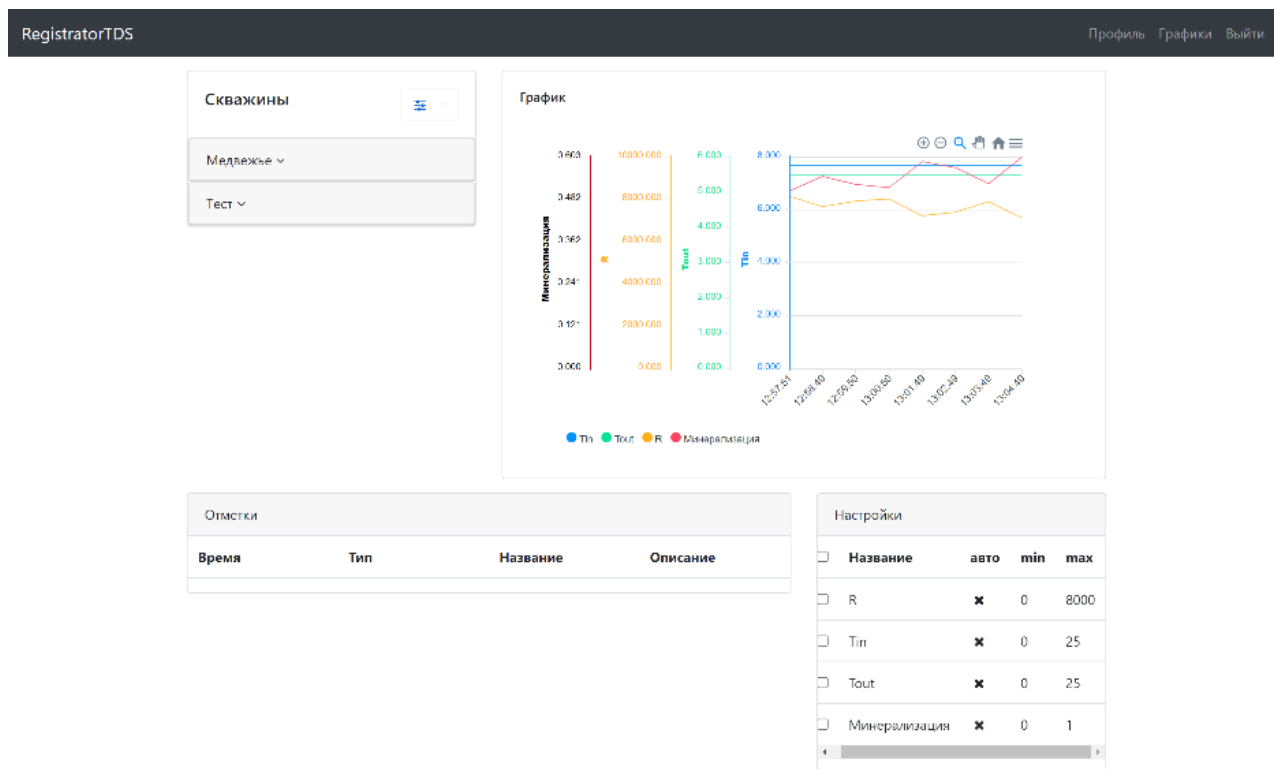 RegistratorTDS
Профиль Графики Выйти
Скважины
Медвежье
Тест
График
0.603 10000.000 6.000 8.000
0.482 8000.000 5.000 6.000
0.362 6000.000 4.000
Минерализация R Tout 3.000 Tin 4.000
0.241 4000.000 2.000
0.121 2000.000 1.000 2.000
0.000 0.000 0.000 0.000
12:57:51 12:58:49 12:59:50 13:00:50 13:01:49 13:02:49 13:03:49 13:04:49
Tin Tout R Минерализация
Отметки
Время Тип Название Описание
Настройки
Название авто min max
R 0 8000
Tin 0 25
Tout 0 25
Минерализация 0 1